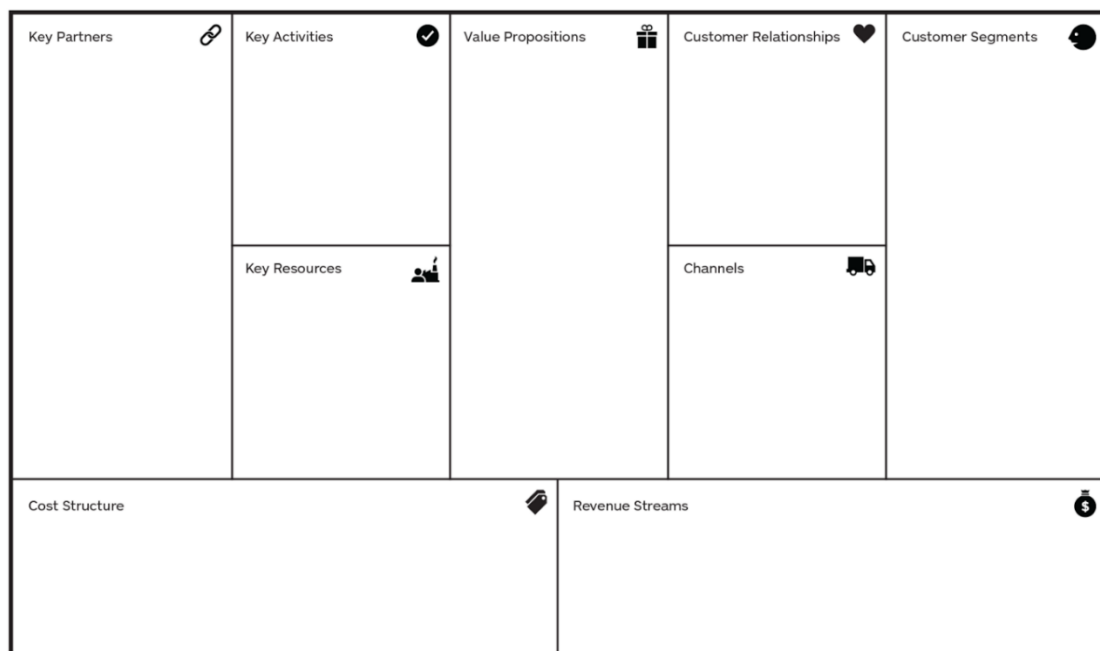 Key Partners
Key Activities
Value Propositions
Customer Relationships
Customer Segments
Key Resources
Channels
Cost Structure
Revenue Streams
$